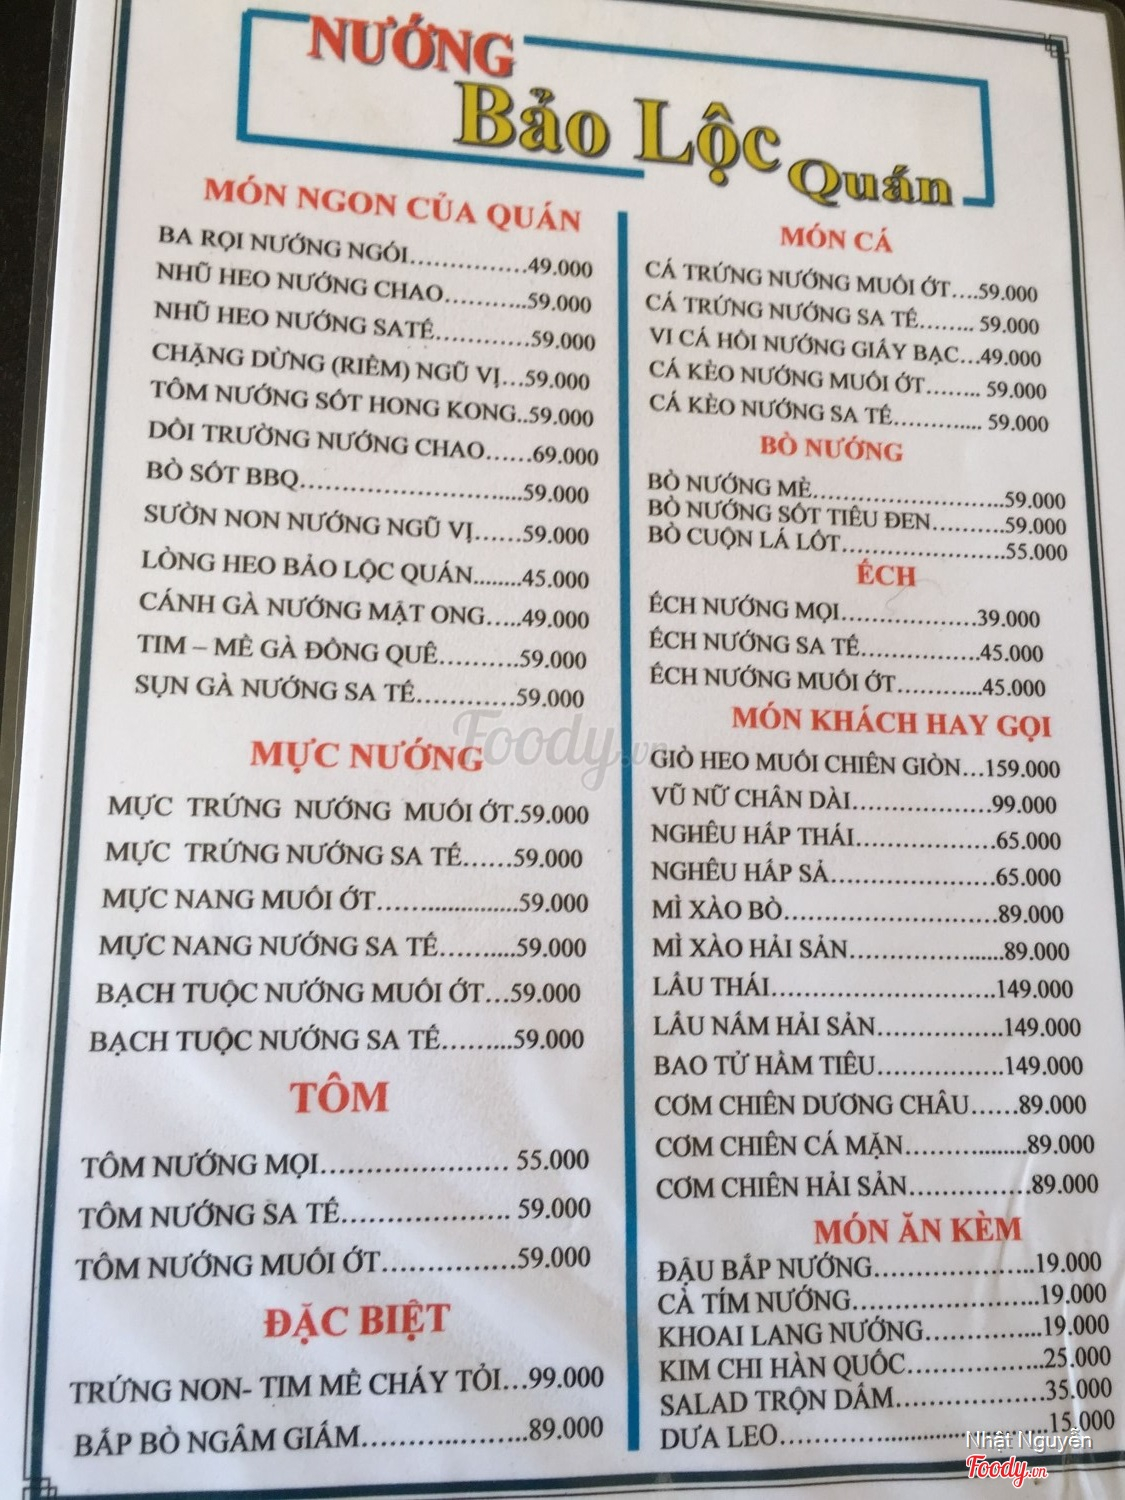 NƯỚNG
Bảo Lộc
Quán
MÓN NGON CỦA QUÁN
BA RỌI NƯỚNG NGÓI...............49.000
NHŨ HEO NƯỚNG CHAO...........59.000
NHŨ HEO NƯỚNG SATẾ............59.000
CHẶNG DỪNG (RIÊM) NGŨ VỊ...59.000
TÔM NƯỚNG SỐT HONG KONG..59.000
DỒI TRƯỜNG NƯỚNG CHAO......69.000
BÒ SỐT BBQ............................59.000
SƯỜN NON NƯỚNG NGŨ VỊ......59.000
LÒNG HEO BẢO LỘC QUÁN........45.000
CÁNH GÀ NƯỚNG MẬT ONG.....49.000
TIM – MỀ GÀ ĐỒNG QUÊ..........59.000
SỤN GÀ NƯỚNG SA TẾ............59.000
MỰC NƯỚNG
MỰC TRỨNG NƯỚNG MUỐI ỚT.59.000
MỰC TRỨNG NƯỚNG SA TẾ......59.000
MỰC NANG MUỐI ỚT..................59.000
MỰC NANG NƯỚNG SA TẾ..........59.000
BẠCH TUỘC NƯỚNG MUỐI ỚT...59.000
BẠCH TUỘC NƯỚNG SA TẾ.........59.000
TÔM
TÔM NƯỚNG MỌI..................... 55.000
TÔM NƯỚNG SA TẾ................... 59.000
TÔM NƯỚNG MUỐI ỚT...............59.000
ĐẶC BIỆT
TRỨNG NON- TIM MỀ CHÁY TỎI...99.000
BẮP BÒ NGÂM GIẤM...................89.000
MÓN CÁ
CÁ TRỨNG NƯỚNG MUỐI ỚT....59.000
CÁ TRỨNG NƯỚNG SA TẾ........ 59.000
VI CÁ HỒI NƯỚNG GIẤY BẠC...49.000
CÁ KÈO NƯỚNG MUỐI ỚT........ 59.000
CÁ KÈO NƯỚNG SA TẾ............. 59.000
BÒ NƯỚNG
BÒ NƯỚNG MÈ.......................59.000
BÒ NƯỚNG SỐT TIÊU ĐEN.........59.000
BÒ CUỘN LÁ LỐT....................55.000
ẾCH
ẾCH NƯỚNG MỌI..................39.000
ẾCH NƯỚNG SA TẾ...............45.000
ẾCH NƯỚNG MUỐI ỚT...........45.000
MÓN KHÁCH HAY GỌI
GIÒ HEO MUỐI CHIÊN GIÒN...159.000
VŨ NỮ CHÂN DÀI..................99.000
NGHÊU HẤP THÁI..................65.000
NGHÊU HẤP SẢ.....................65.000
MÌ XÀO BÒ...........................89.000
MÌ XÀO HẢI SẢN....................89.000
LẨU THÁI............................149.000
LẨU NẤM HẢI SẢN................149.000
BAO TỬ HẦM TIÊU................149.000
CƠM CHIÊN DƯƠNG CHÂU......89.000
CƠM CHIÊN CÁ MẶN...............89.000
CƠM CHIÊN HẢI SẢN...............89.000
MÓN ĂN KÈM
ĐẬU BẮP NƯỚNG....................19.000
CÀ TÍM NƯỚNG.......................19.000
KHOAI LANG NƯỚNG...............19.000
KIM CHI HÀN QUỐC.................25.000
SALAD TRỘN DẤM...................35.000
DƯA LEO.................................15.000
Foody.vn
Nhật Nguyễn
Foody.vn